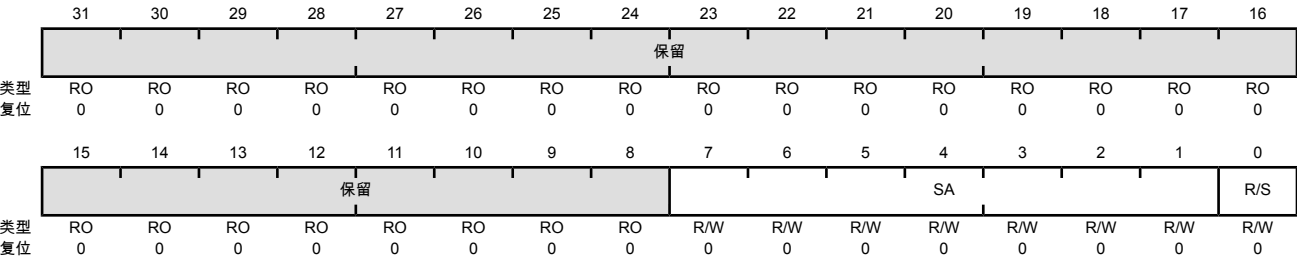 31 30 29 28 27 26 25 24 23 22 21 20 19 18 17 16
保留
类型 RO RO RO RO RO RO RO RO RO RO RO RO RO RO RO RO
复位 0 0 0 0 0 0 0 0 0 0 0 0 0 0 0 0
15 14 13 12 11 10 9 8 7 6 5 4 3 2 1 0
保留 SA R/S
类型 RO RO RO RO RO RO RO RO R/W R/W R/W R/W R/W R/W R/W R/W
复位 0 0 0 0 0 0 0 0 0 0 0 0 0 0 0 0